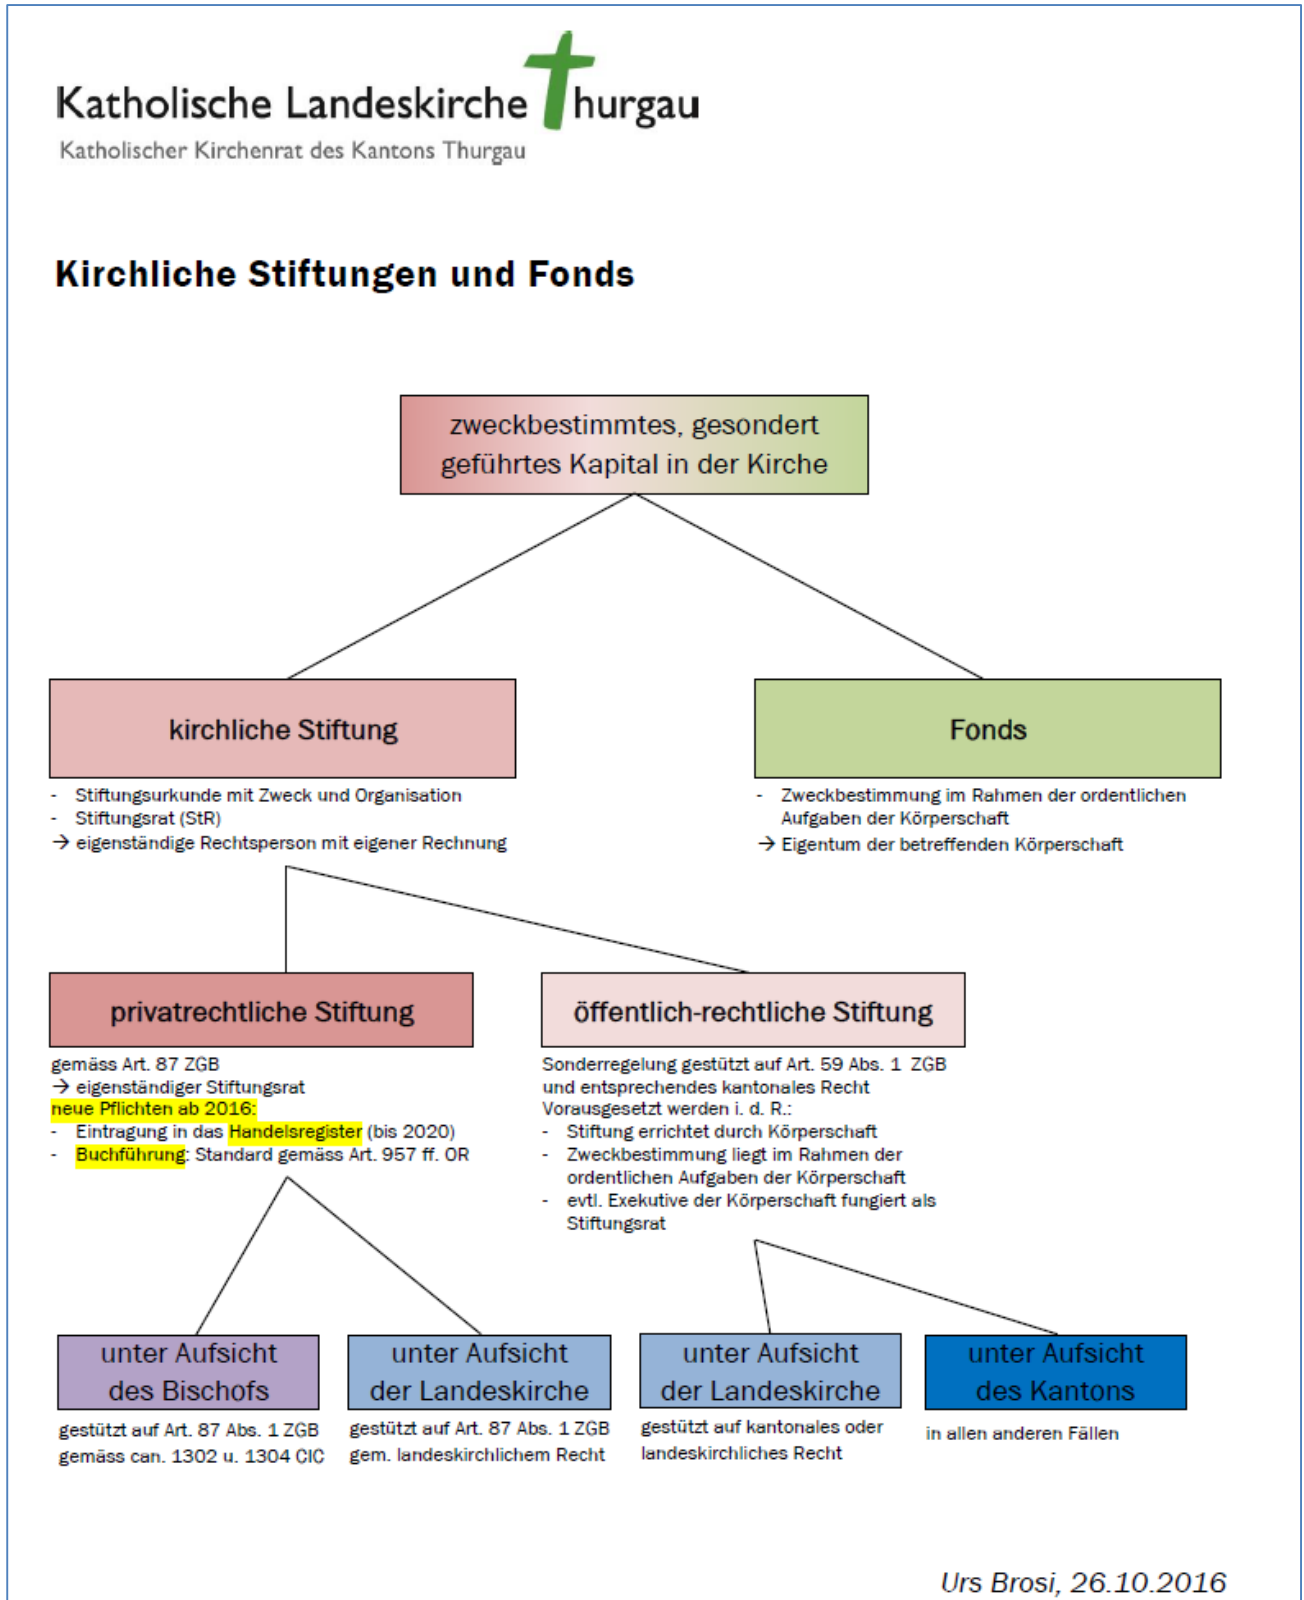 Katholische Landeskirche Thurgau
Katholischer Kirchenrat des Kantons Thurgau
Kirchliche Stiftungen und Fonds
zweckbestimmtes, gesondert
geführtes Kapital in der Kirche
kirchliche Stiftung
- Stiftungsurkunde mit Zweck und Organisation
- Stiftungsrat (StR)
→ eigenständige Rechtsperson mit eigener Rechnung
Fonds
- Zweckbestimmung im Rahmen der ordentlichen
Aufgaben der Körperschaft
→ Eigentum der betreffenden Körperschaft
privatrechtliche Stiftung
gemäss Art. 87 ZGB
→ eigenständiger Stiftungsrat
neue Pflichten ab 2016:
- Eintragung in das Handelsregister (bis 2020)
- Buchführung: Standard gemäss Art. 957 ff. OR
öffentlich-rechtliche Stiftung
Sonderregelung gestützt auf Art. 59 Abs. 1 ZGB
und entsprechendes kantonales Recht
Vorausgesetzt werden i. d. R.:
- Stiftung errichtet durch Körperschaft
- Zweckbestimmung liegt im Rahmen der
ordentlichen Aufgaben der Körperschaft
- evtl. Exekutive der Körperschaft fungiert als
Stiftungsrat
unter Aufsicht
des Bischofs
gestützt auf Art. 87 Abs. 1 ZGB
gemäss can. 1302 u. 1304 CIC
unter Aufsicht
der Landeskirche
gestützt auf Art. 87 Abs. 1 ZGB
gem. landeskirchlichem Recht
unter Aufsicht
der Landeskirche
gestützt auf kantonales oder
landeskirchliches Recht
unter Aufsicht
des Kantons
in allen anderen Fällen
Urs Brosi, 26.10.2016